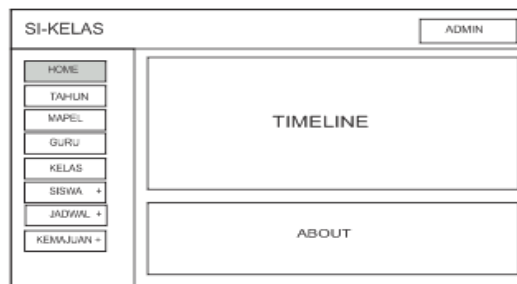 SI-KELAS
ADMIN
HOME
TAHUN
MAPEL
GURU
KELAS
SISWA +
JADWAL +
KEMAJUAN +
TIMELINE
ABOUT